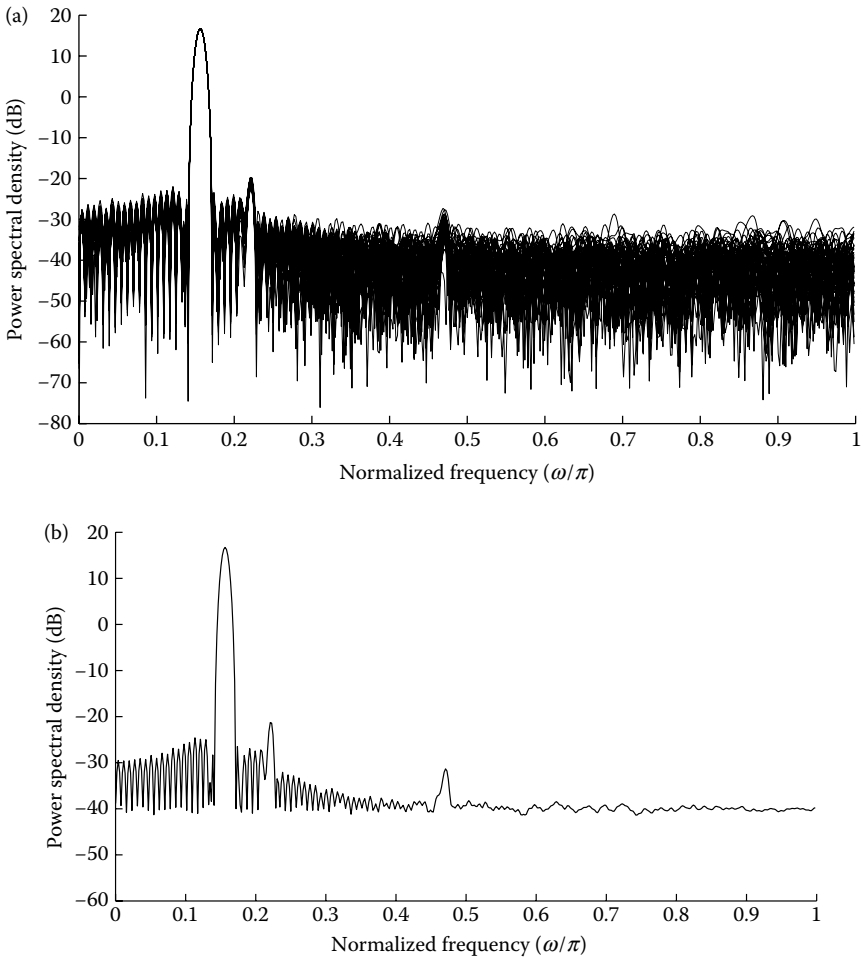 (a)
20
10
0
−10
−20
−30
−40
−50
−60
−70
−80
Power spectral density (dB)
0 0.1 0.2 0.3 0.4 0.5 0.6 0.7 0.8 0.9 1
Normalized frequency (ω/π)
(b)
20
10
0
−10
−20
−30
−40
−50
−60
Power spectral density (dB)
0 0.1 0.2 0.3 0.4 0.5 0.6 0.7 0.8 0.9 1
Normalized frequency (ω/π)